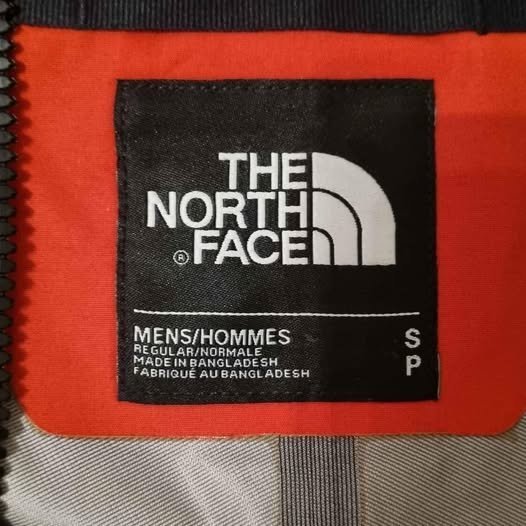 THE
NORTH
® FACE
MENS/HOMMES
REGULAR/NORMALE
MADE IN BANGLADESH
FABRIQUÉ AU BANGLADESH
S
P